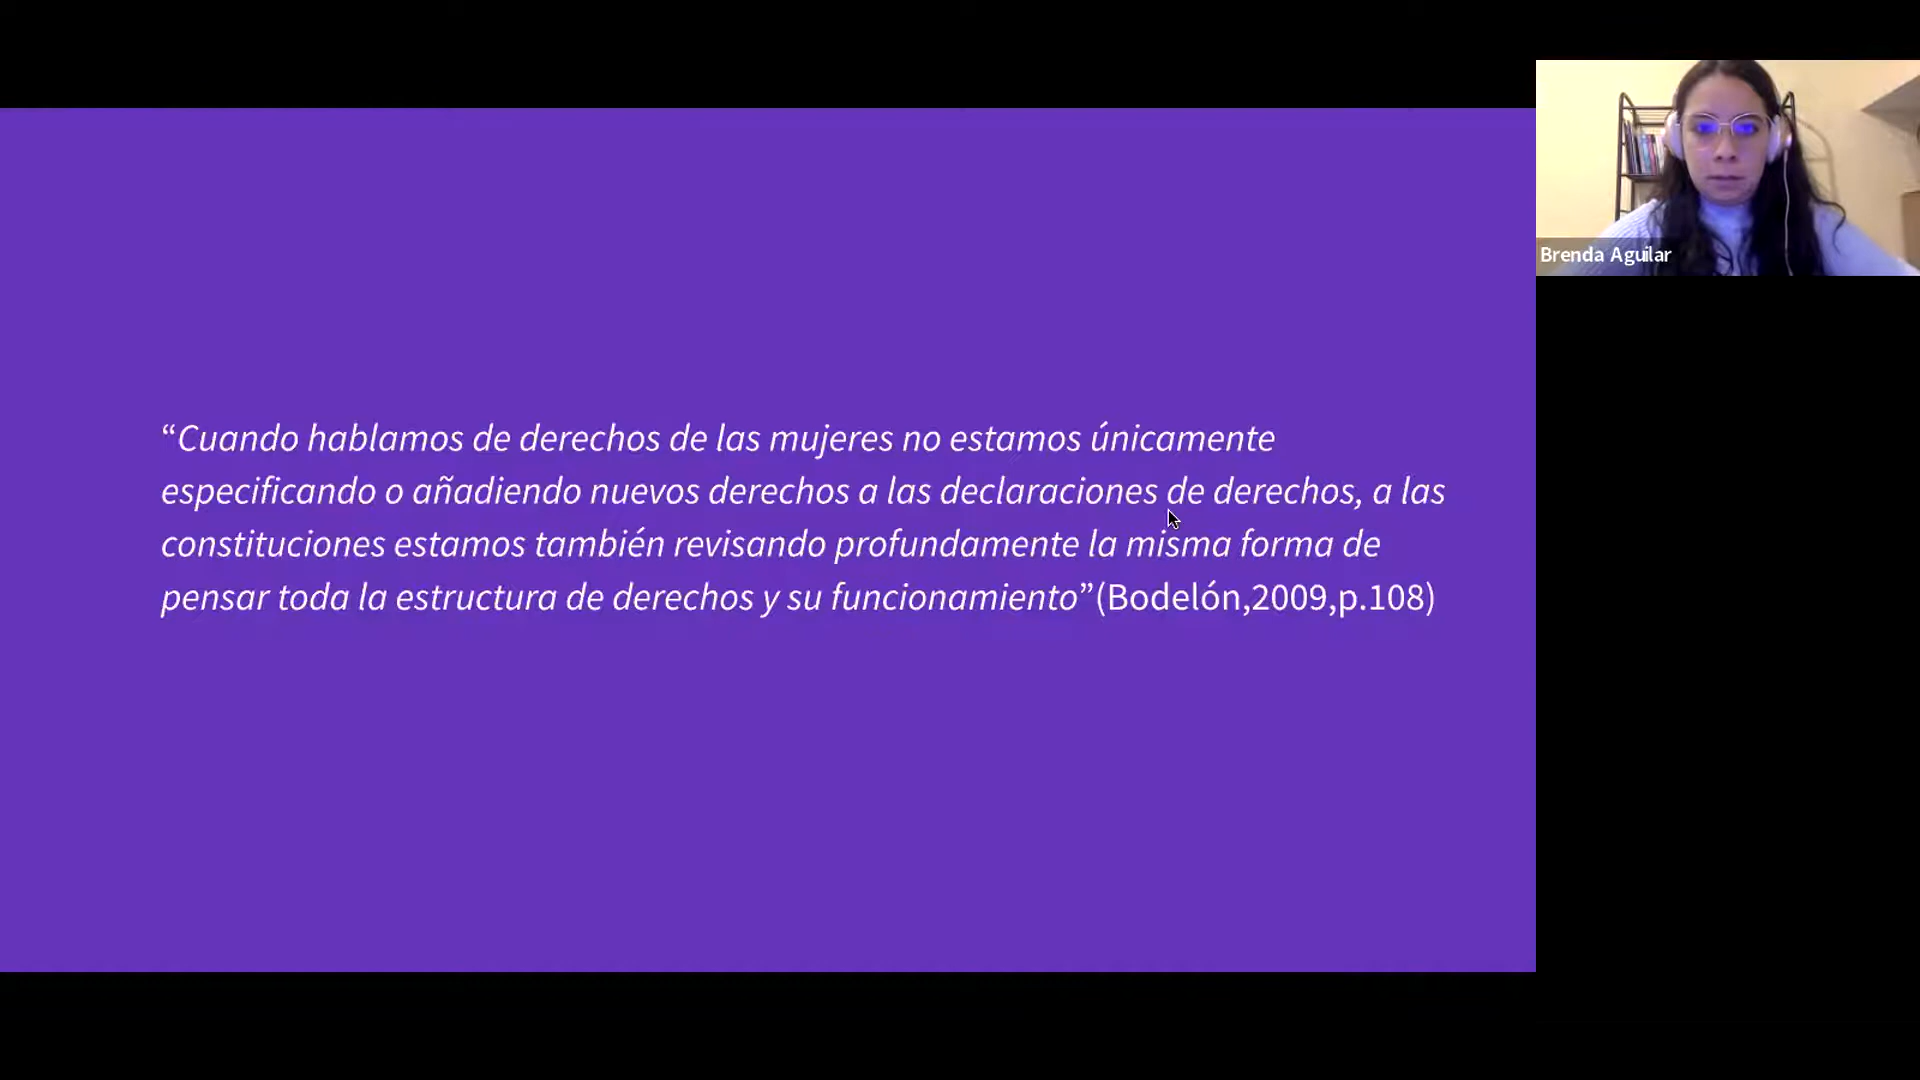 “Cuando hablamos de derechos de las mujeres no estamos únicamente
especificando o añadiendo nuevos derechos a las declaraciones de derechos, a las
constituciones estamos también revisando profundamente la misma forma de
pensar toda la estructura de derechos y su funcionamiento”(Bodelón,2009,p.108)
Brenda Aguilar